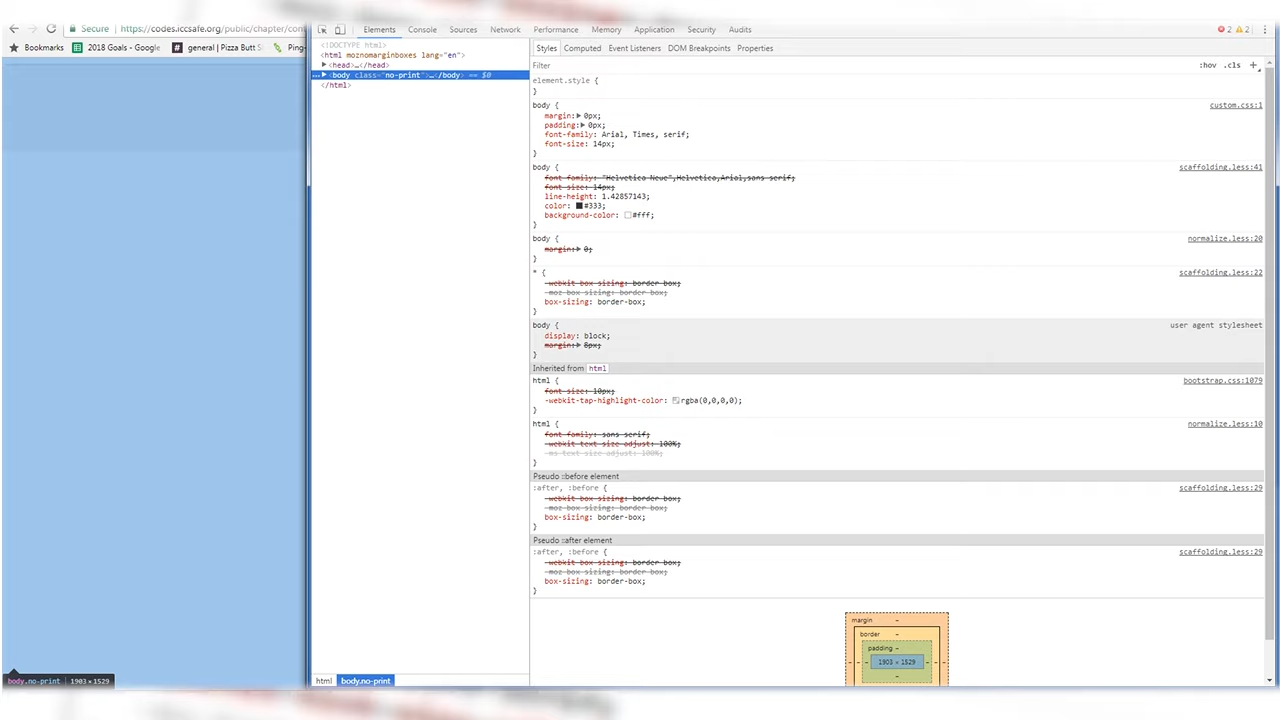 Secure https://codes.iccsafe.org/public/chapter/con
Elements Console Sources Network Performance Memory Application Security Audits 2 2
Bookmarks 2018 Goals - Google general | Pizza Butt S Ping-
Styles Computed Event Listeners DOM Breakpoints Properties
<!DOCTYPE html>
<html moznomarginboxes lang="en">
<head>…</head>
<body class="no-print">…</body> == $0
</html>
Filter :hov .cls +
element.style {
}
body { custom.css:1
margin: 0px;
padding: 0px;
font-family: Arial, Times, serif;
font-size: 14px;
}
body { scaffolding.less:41
font-family: "Helvetica Neue",Helvetica,Arial,sans-serif;
font-size: 14px;
line-height: 1.42857143;
color: #333;
background-color: #fff;
}
body { normalize.less:20
margin: 0;
}
* { scaffolding.less:22
-webkit-box-sizing: border-box;
-moz-box-sizing: border-box;
box-sizing: border-box;
}
body { user agent stylesheet
display: block;
margin: 8px;
}
Inherited from html
html { bootstrap.css:1079
font-size: 10px;
-webkit-tap-highlight-color: rgba(0,0,0,0);
}
html { normalize.less:10
font-family: sans-serif;
-webkit-text-size-adjust: 100%;
-ms-text-size-adjust: 100%;
}
Pseudo ::before element
:after, :before { scaffolding.less:29
-webkit-box-sizing: border-box;
-moz-box-sizing: border-box;
box-sizing: border-box;
}
Pseudo ::after element
:after, :before { scaffolding.less:29
-webkit-box-sizing: border-box;
-moz-box-sizing: border-box;
box-sizing: border-box;
}
margin -
border -
padding -
- - - 1903 × 1529 - - -
-
body.no-print 1903 × 1529
html body.no-print